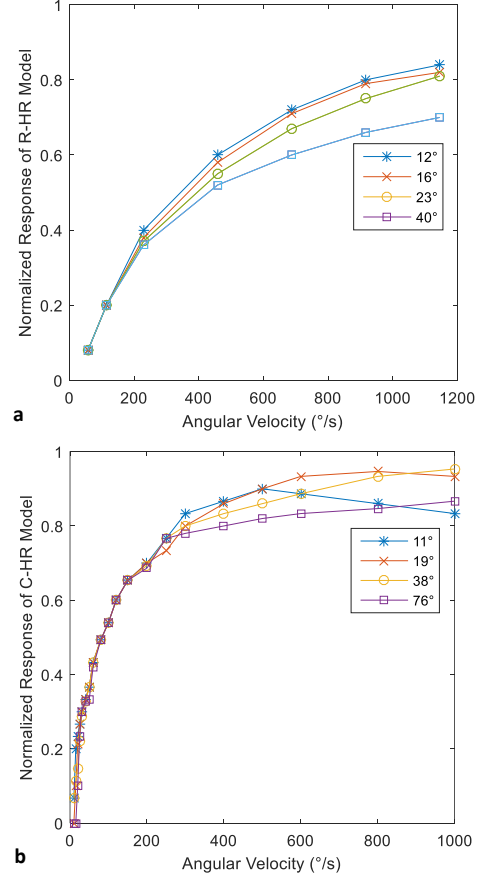 1
0.8
0.6
0.4
0.2
0
Normalized Response of R-HR Model
12°
16°
23°
40°
0 200 400 600 800 1000 1200
Angular Velocity (°/s)
a
1
0.8
0.6
0.4
0.2
0
Normalized Response of C-HR Model
11°
19°
38°
76°
0 200 400 600 800 1000
Angular Velocity (°/s)
b